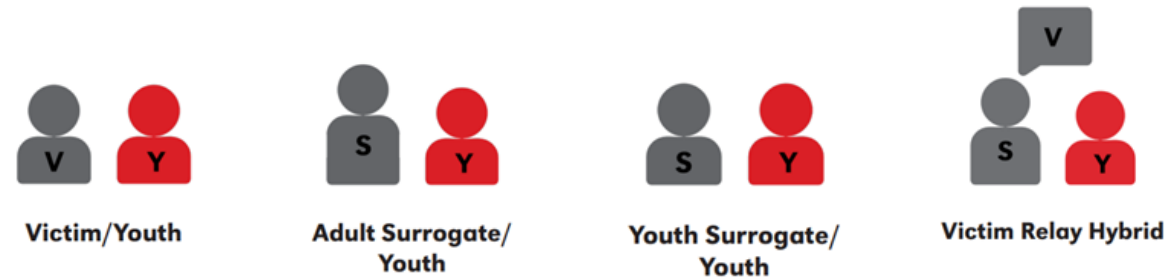 V
V Y S Y S Y S Y
Victim/Youth
Adult Surrogate/
Youth
Youth Surrogate/
Youth
Victim Relay Hybrid